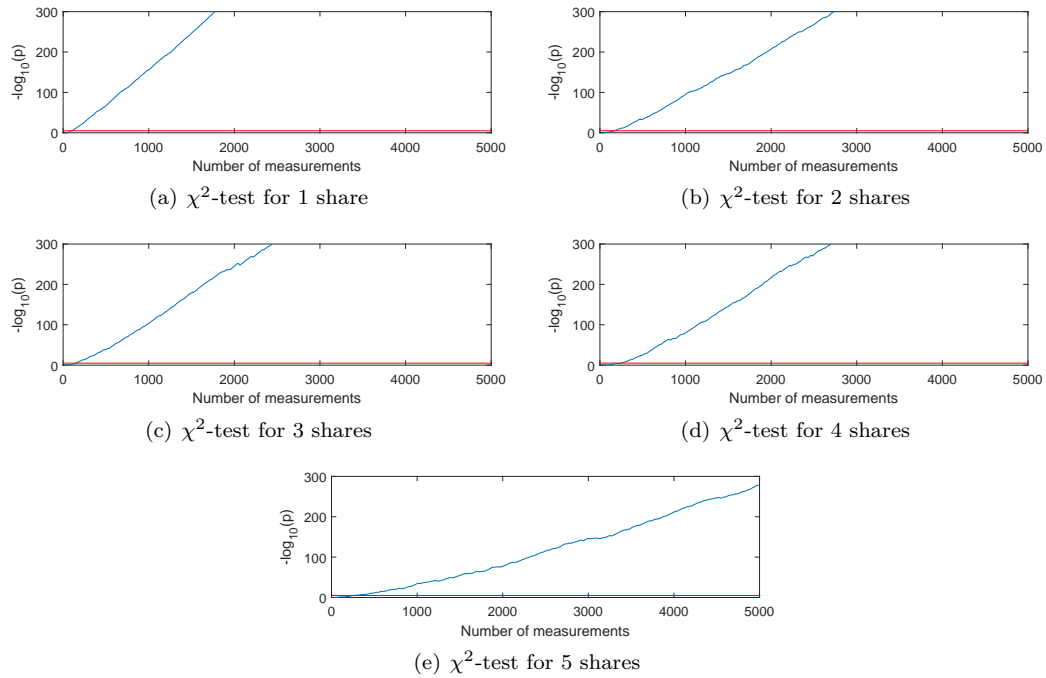 300
200
100
0
-log10(p)
0 1000 2000 3000 4000 5000
Number of measurements
(a) χ2-test for 1 share
300
200
100
0
-log10(p)
0 1000 2000 3000 4000 5000
Number of measurements
(b) χ2-test for 2 shares
300
200
100
0
-log10(p)
0 1000 2000 3000 4000 5000
Number of measurements
(c) χ2-test for 3 shares
300
200
100
0
-log10(p)
0 1000 2000 3000 4000 5000
Number of measurements
(d) χ2-test for 4 shares
300
200
100
0
-log10(p)
0 1000 2000 3000 4000 5000
Number of measurements
(e) χ2-test for 5 shares